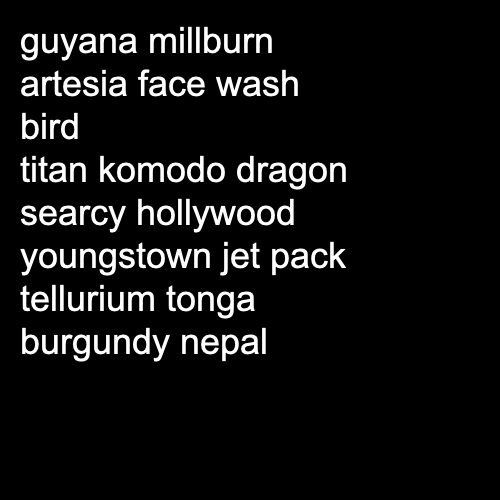 guyana millburn
artesia face wash
bird
titan komodo dragon
searcy hollywood
youngstown jet pack
tellurium tonga
burgundy nepal